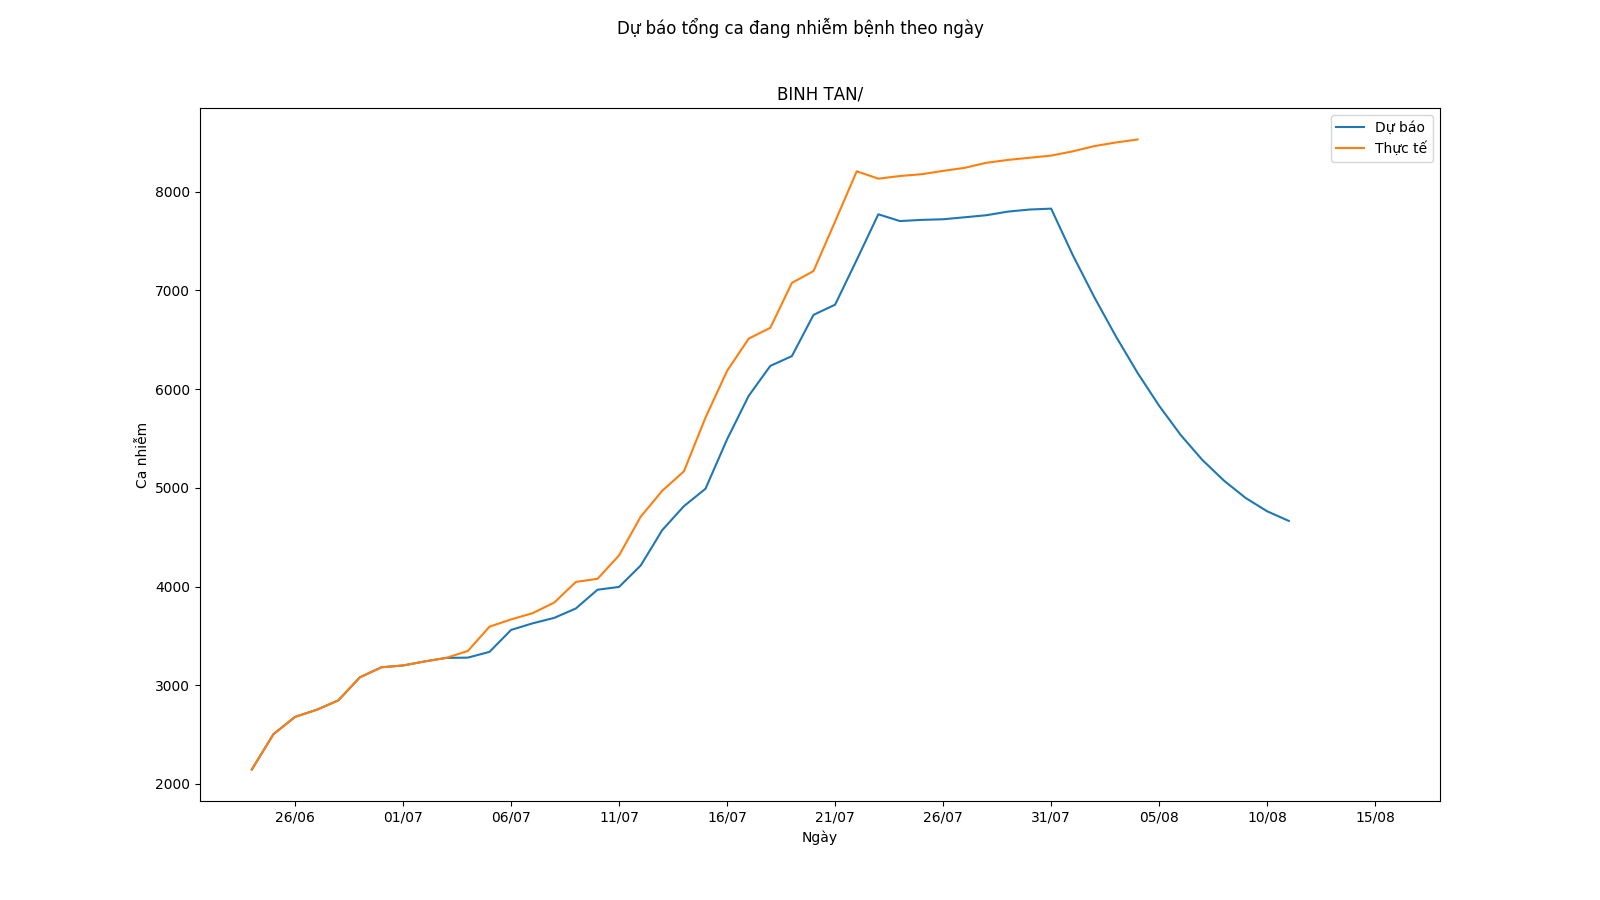 Dự báo tổng ca đang nhiễm bệnh theo ngày
BINH TAN/
Dự báo
Thực tế
8000
7000
6000
5000
4000
3000
2000
Ca nhiễm
26/06 01/07 06/07 11/07 16/07 21/07 26/07 31/07 05/08 10/08 15/08
Ngày